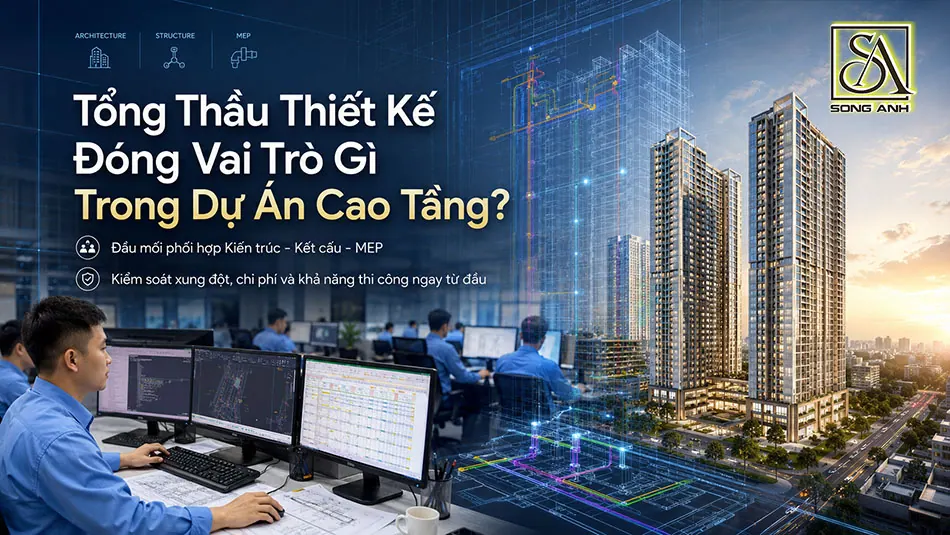 ARCHITECTURE
STRUCTURE
MEP
SA
SONG ANH
Tổng Thầu Thiết Kế
Đóng Vai Trò Gì
Trong Dự Án Cao Tầng?
Đầu mối phối hợp Kiến trúc - Kết cấu - MEP
Kiểm soát xung đột, chi phí và khả năng thi công ngay từ đầu